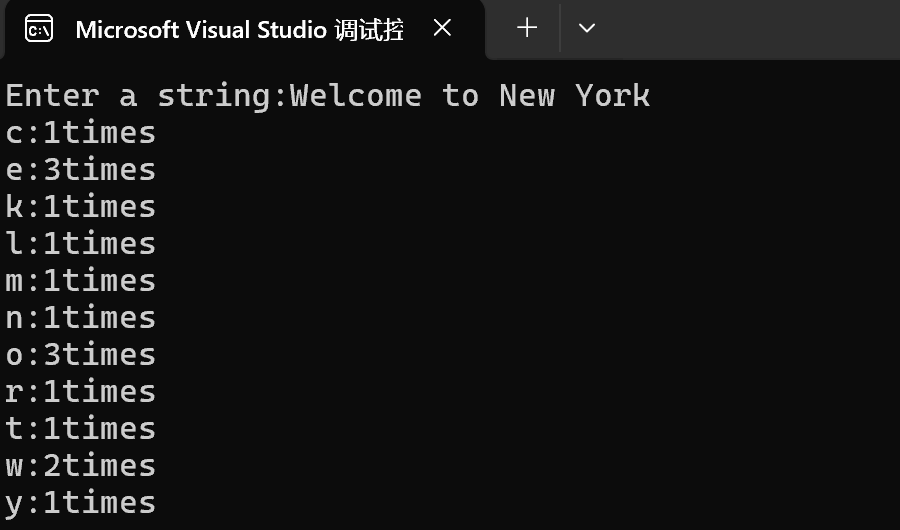 Microsoft Visual Studio 调试控
Enter a string:Welcome to New York
c:1times
e:3times
k:1times
l:1times
m:1times
n:1times
o:3times
r:1times
t:1times
w:2times
y:1times